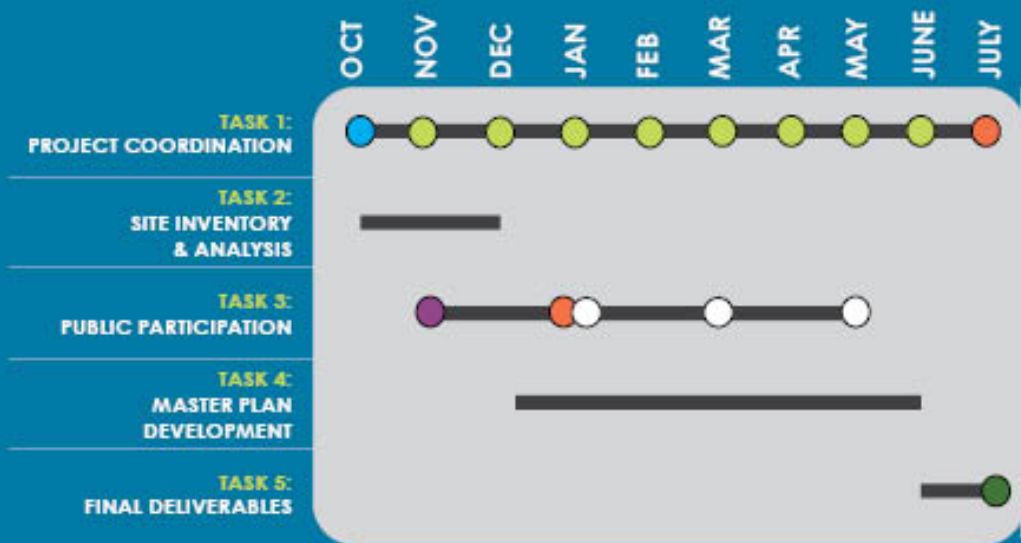 OCT
NOV
DEC
JAN
FEB
MAR
APR
MAY
JUNE
JULY
TASK 1:
PROJECT COORDINATION
TASK 2:
SITE INVENTORY
& ANALYSIS
TASK 3:
PUBLIC PARTICIPATION
TASK 4:
MASTER PLAN
DEVELOPMENT
TASK 5:
FINAL DELIVERABLES